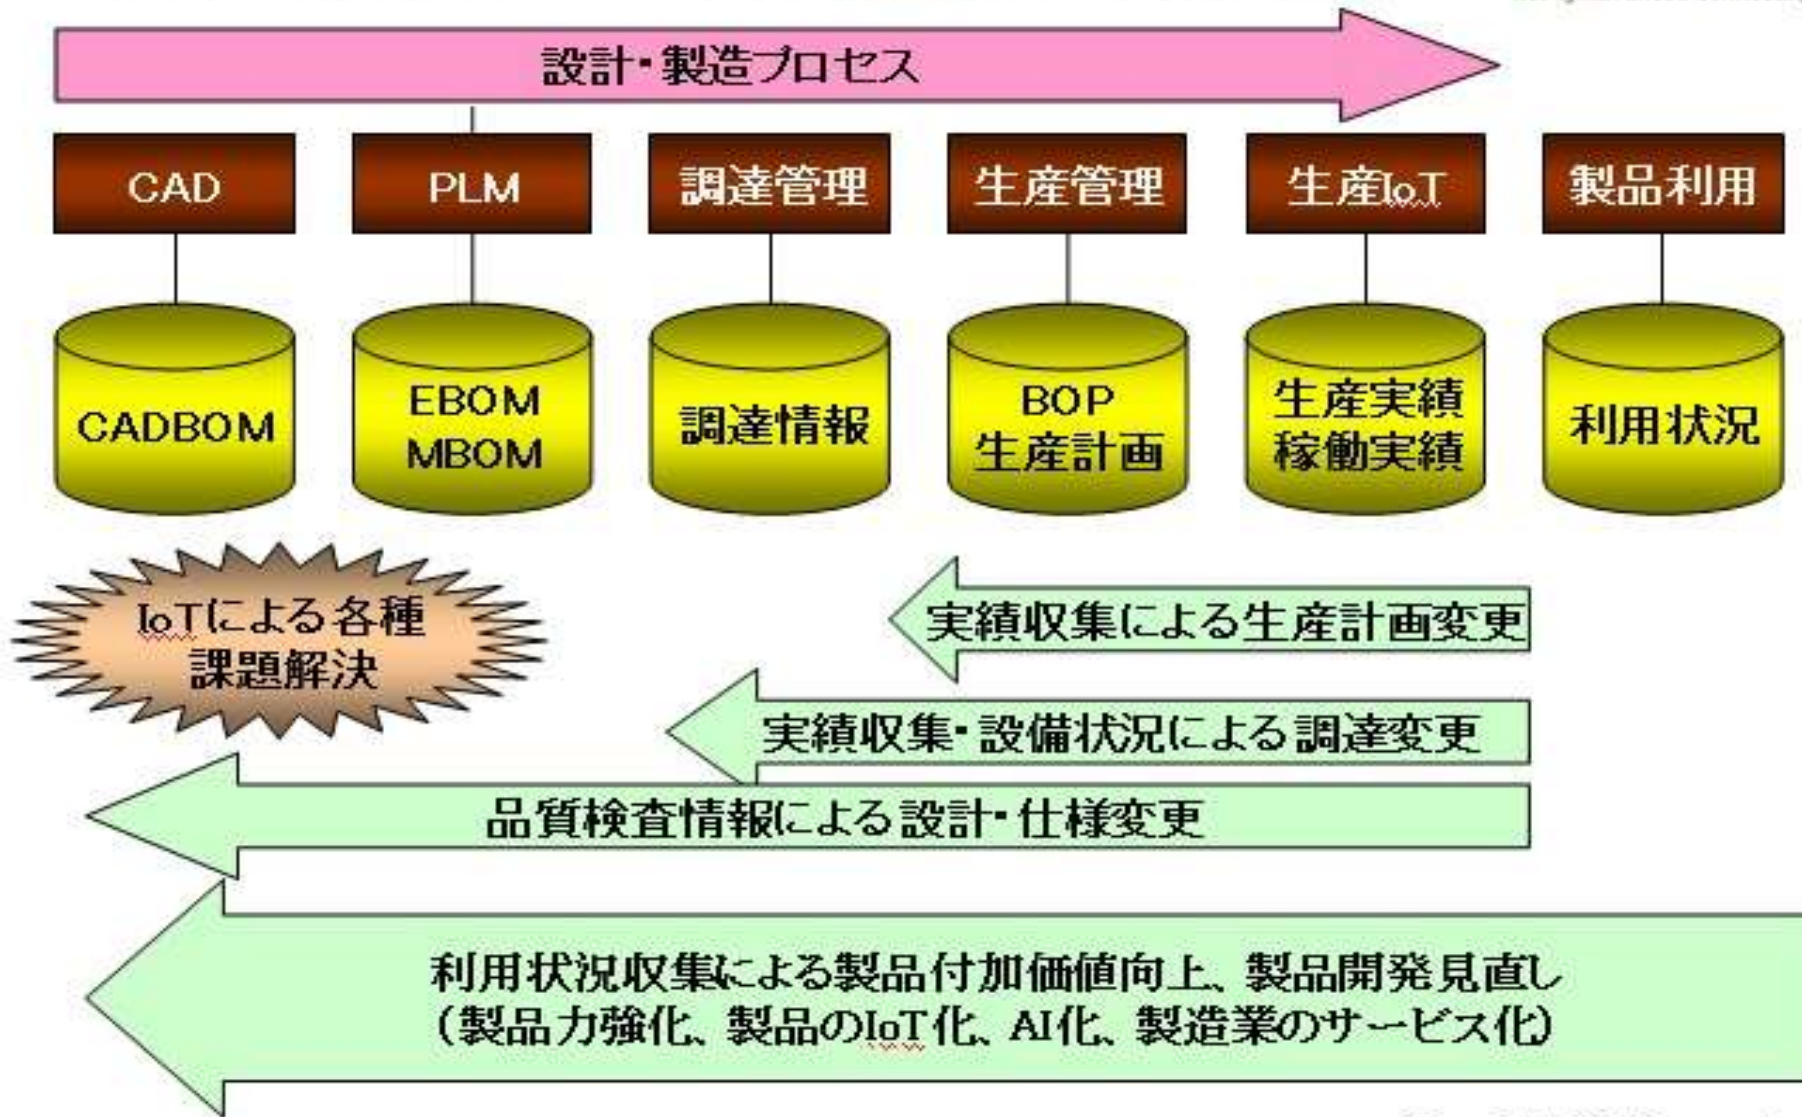 設計・製造プロセス
CAD
PLM
調達管理
生産管理
生産IoT
製品利用
CADBOM
EBOM
MBOM
調達情報
BOP
生産計画
生産実績
稼働実績
利用状況
IoTによる各種
課題解決
実績収集による生産計画変更
実績収集・設備状況による調達変更
品質検査情報による設計・仕様変更
利用状況収集による製品付加価値向上、製品開発見直し
（製品力強化、製品のIoT化、AI化、製造業のサービス化）